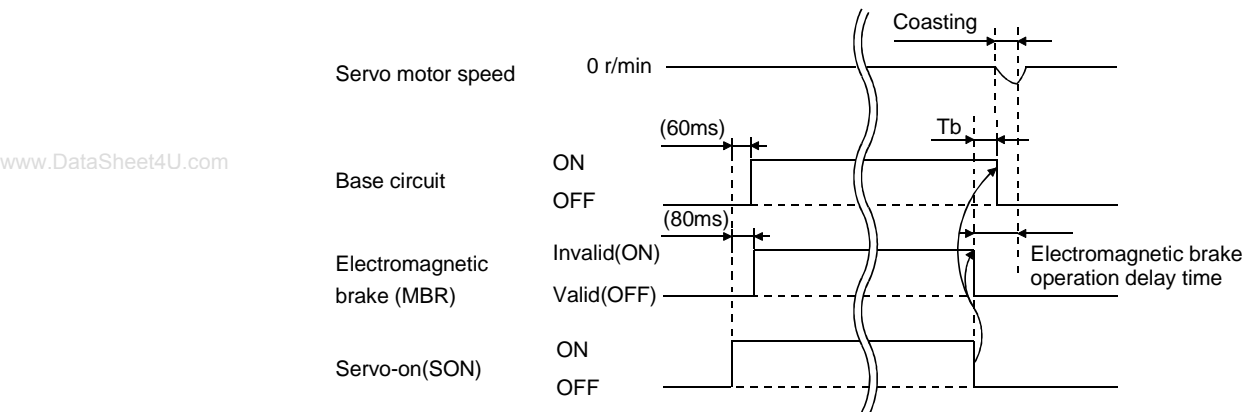 Coasting
Servo motor speed
0 r/min
(60ms)
Tb
www.DataSheet4U.com
Base circuit
ON
OFF
(80ms)
Electromagnetic
brake (MBR)
Invalid(ON)
Valid(OFF)
Electromagnetic brake
operation delay time
Servo-on(SON)
ON
OFF